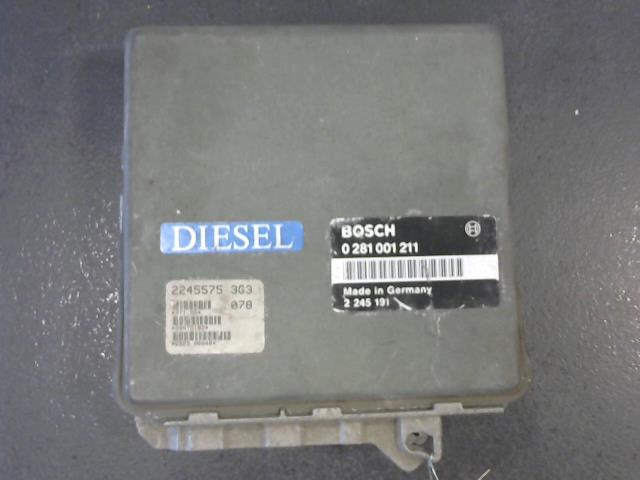 DIESEL
BOSCH
0 281 001 211
Made in Germany
2 245 191
2245575 3G3
078